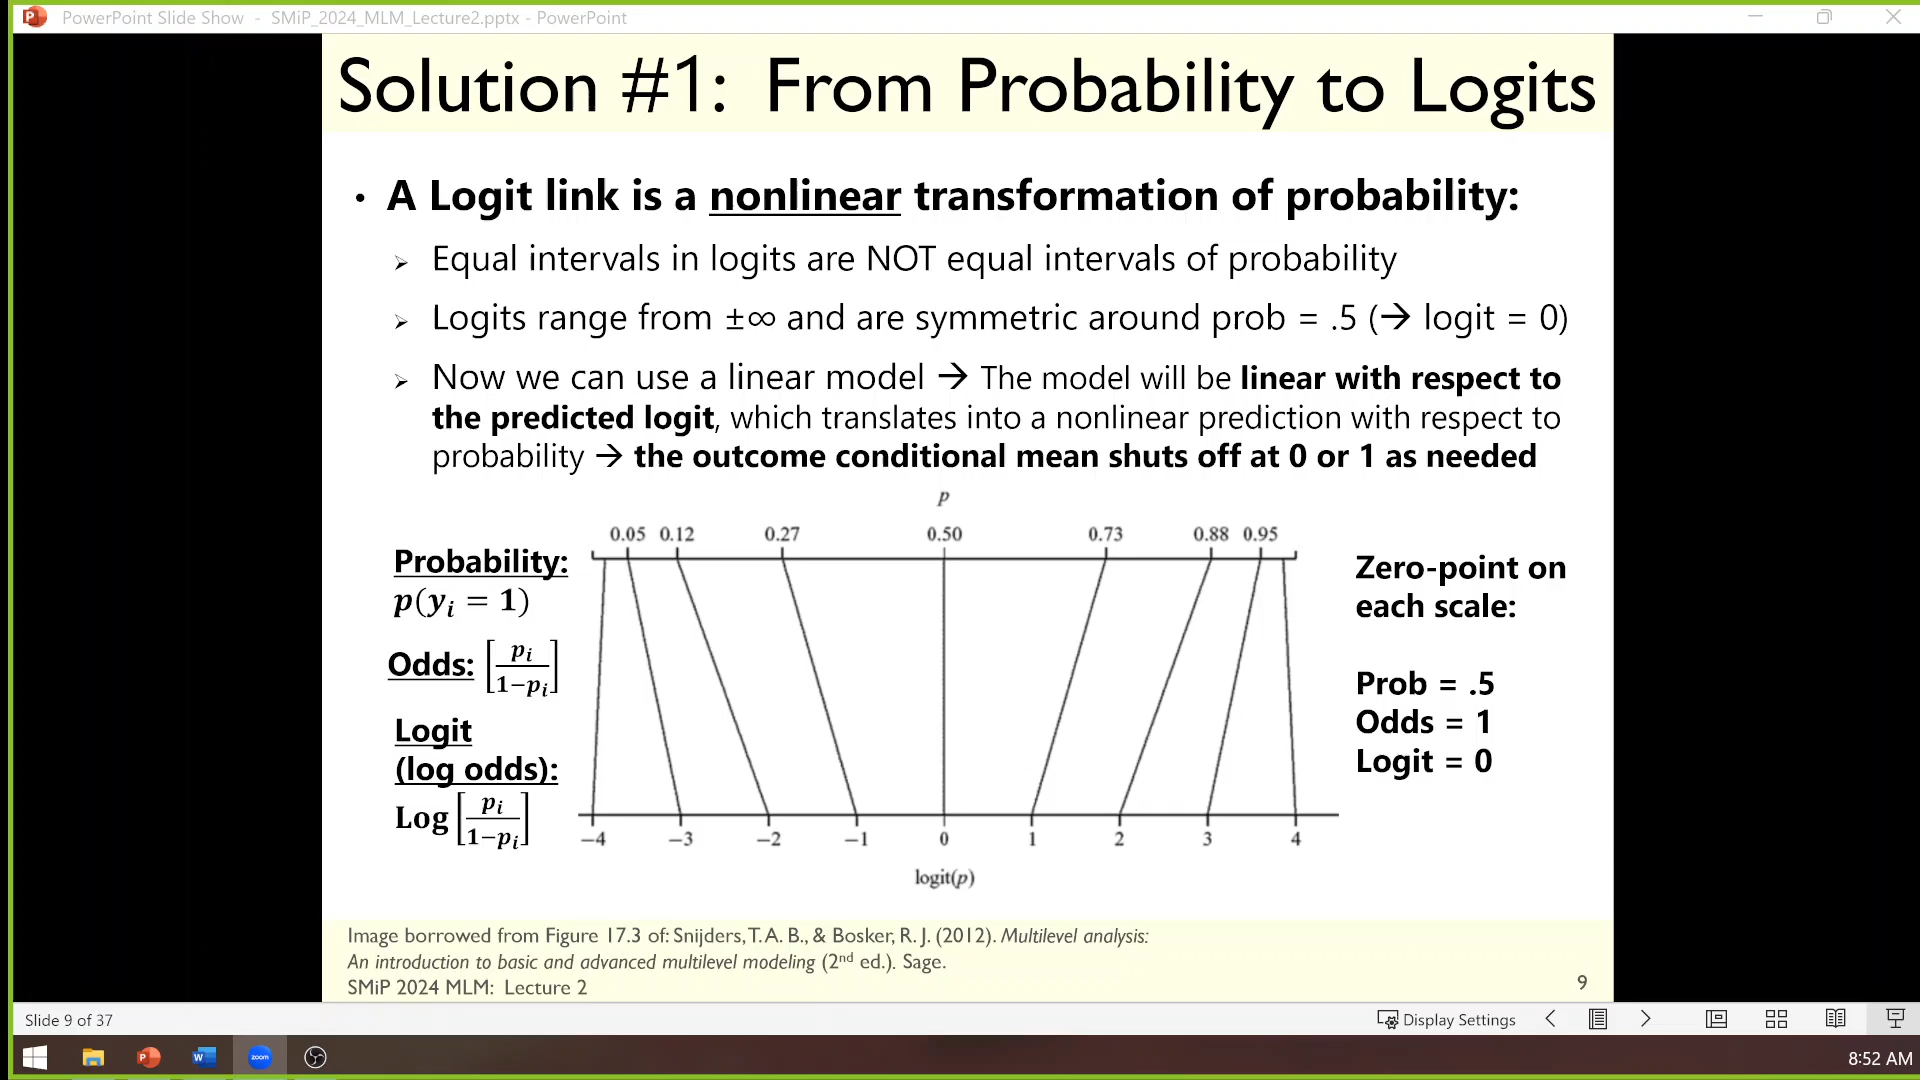 PowerPoint Slide Show - SMiP_2024_MLM_Lecture2.pptx - PowerPoint
Solution #1: From Probability to Logits
• A Logit link is a nonlinear transformation of probability:
➢ Equal intervals in logits are NOT equal intervals of probability
➢ Logits range from ±∞ and are symmetric around prob = .5 (→ logit = 0)
➢ Now we can use a linear model → The model will be linear with respect to
the predicted logit, which translates into a nonlinear prediction with respect to
probability → the outcome conditional mean shuts off at 0 or 1 as needed
p
0.05 0.12 0.27 0.50 0.73 0.88 0.95
Probability:
p(yᵢ = 1)
Odds: [pᵢ / 1−pᵢ]
Logit
(log odds):
Log [pᵢ / 1−pᵢ]
−4 −3 −2 −1 0 1 2 3 4
logit(p)
Zero-point on
each scale:
Prob = .5
Odds = 1
Logit = 0
Image borrowed from Figure 17.3 of: Snijders, T. A. B., & Bosker, R. J. (2012). Multilevel analysis:
An introduction to basic and advanced multilevel modeling (2nd ed.). Sage.
SMiP 2024 MLM: Lecture 2
9
Slide 9 of 37
Display Settings
zoom
8:52 AM